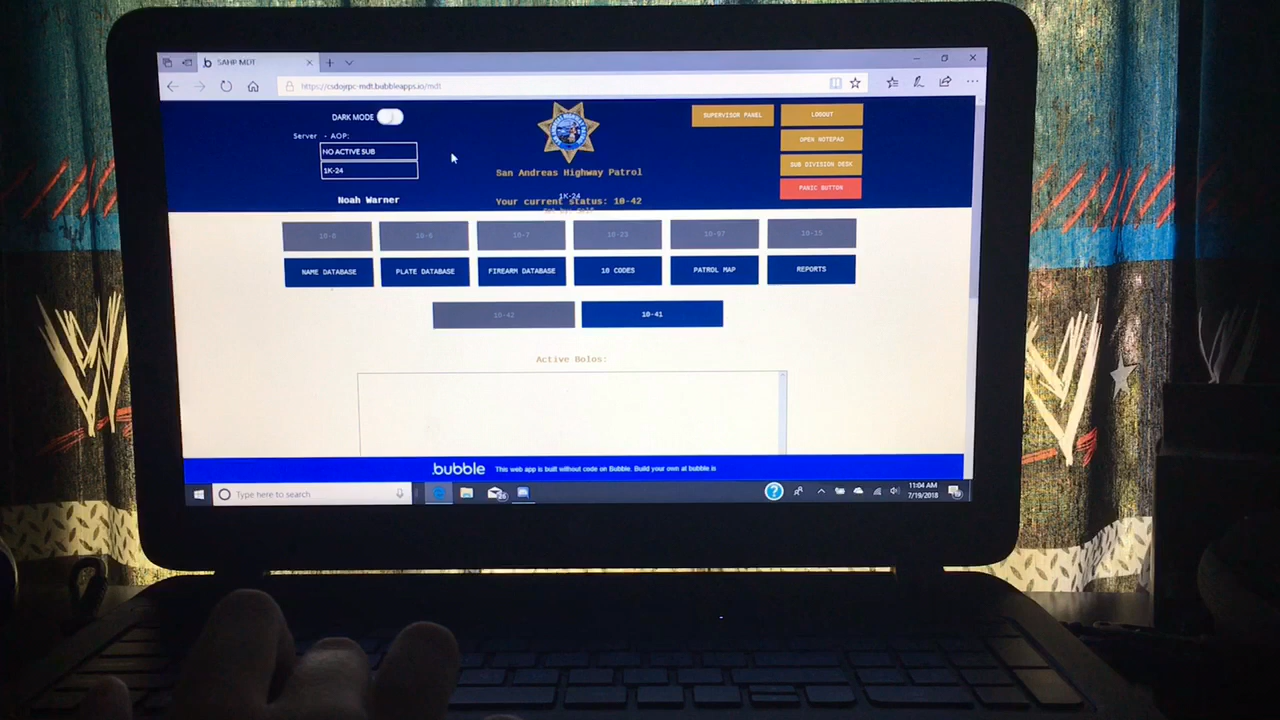 SAHP MDT
https://csdojrpc-mdt.bubbleapps.io/mdt
DARK MODE
Server - AOP:
NO ACTIVE SUB
1K-24
Noah Warner
San Andreas Highway Patrol
1K-24
Your current status: 10-42
SUPERVISOR PANEL
LOGOUT
OPEN NOTEPAD
SUB DIVISION DESK
PANIC BUTTON
10-8 10-6 10-7 10-23 10-97 10-15
NAME DATABASE PLATE DATABASE FIREARM DATABASE 10 CODES PATROL MAP REPORTS
10-42 10-41
Active Bolos:
.bubble This web app is built without code on Bubble. Build your own at bubble.is
Type here to search
11:04 AM
7/19/2018